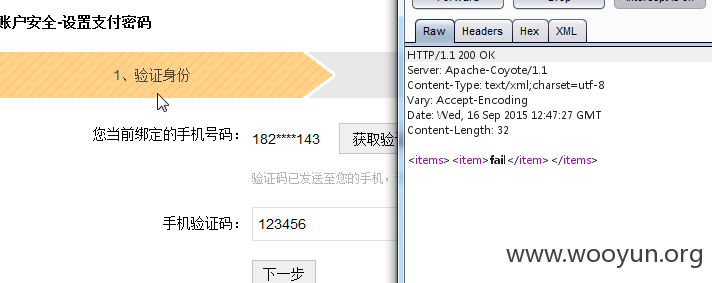 账户安全-设置支付密码
1、验证身份
您当前绑定的手机号码：
182****143
获取验
验证码已发送至您的手机，
手机验证码：
123456
下一步
Intercept is on
Raw
Headers
Hex
XML
HTTP/1.1 200 OK
Server: Apache-Coyote/1.1
Content-Type: text/xml;charset=utf-8
Vary: Accept-Encoding
Date: Wed, 16 Sep 2015 12:47:27 GMT
Content-Length: 32
<items> <item>fail</item> </items>
www.wooyun.org